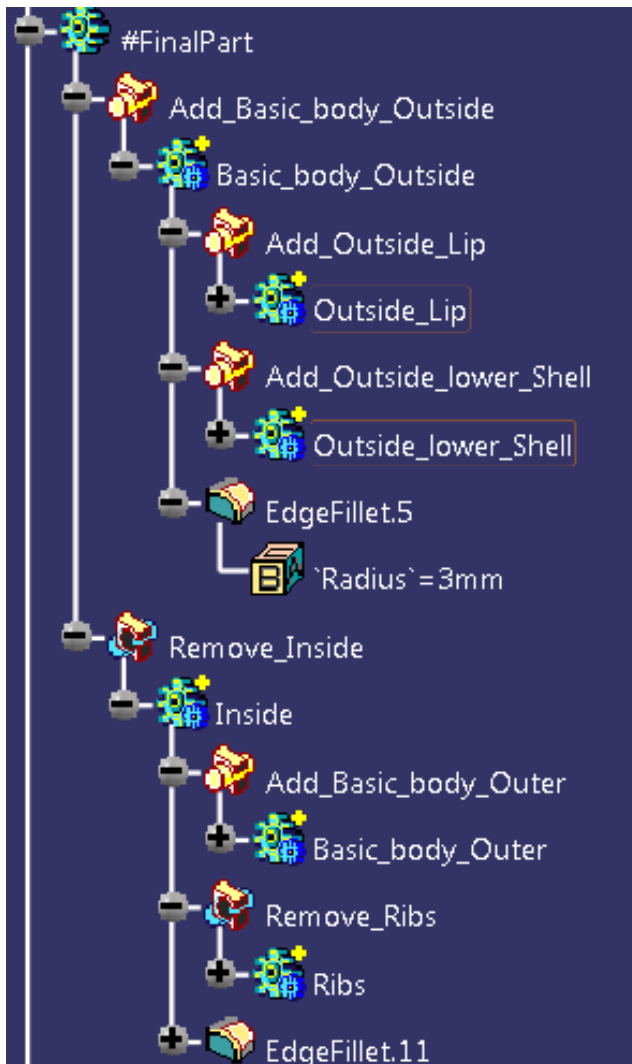 #FinalPart
Add_Basic_body_Outside
Basic_body_Outside
Add_Outside_Lip
Outside_Lip
Add_Outside_lower_Shell
Outside_lower_Shell
EdgeFillet.5
B `Radius`=3mm
Remove_Inside
Inside
Add_Basic_body_Outer
Basic_body_Outer
Remove_Ribs
Ribs
EdgeFillet.11